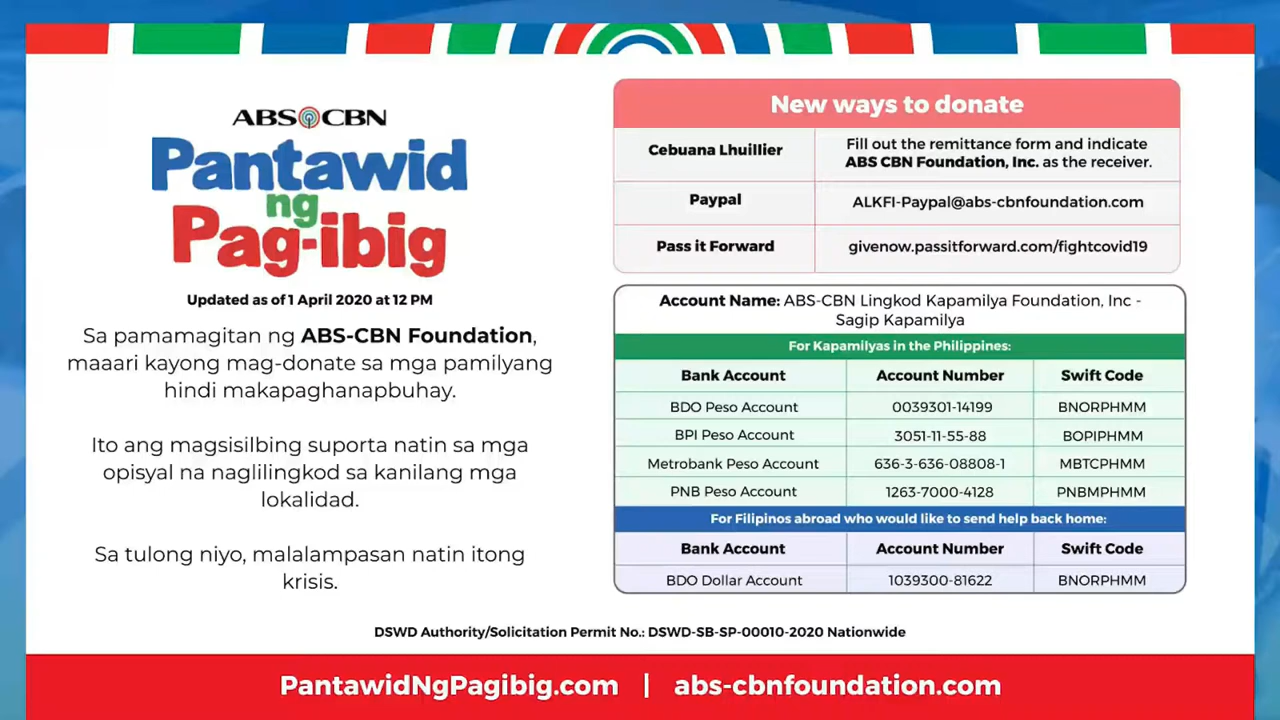 ABS-CBN
Pantawid
ng
Pag-ibig
Updated as of 1 April 2020 at 12 PM
Sa pamamagitan ng ABS-CBN Foundation,
maaari kayong mag-donate sa mga pamilyang
hindi makapaghanapbuhay.
Ito ang magsisilbing suporta natin sa mga
opisyal na naglilingkod sa kanilang mga
lokalidad.
Sa tulong niyo, malalampasan natin itong
krisis.
New ways to donate
Cebuana Lhuillier
Fill out the remittance form and indicate
ABS CBN Foundation, Inc. as the receiver.
Paypal ALKFI-Paypal@abs-cbnfoundation.com
Pass it Forward givenow.passitforward.com/fightcovid19
Account Name: ABS-CBN Lingkod Kapamilya Foundation, Inc -
Sagip Kapamilya
For Kapamilyas in the Philippines:
Bank Account Account Number Swift Code
BDO Peso Account 0039301-14199 BNORPHMM
BPI Peso Account 3051-11-55-88 BOPIPHMM
Metrobank Peso Account 636-3-636-08808-1 MBTCPHMM
PNB Peso Account 1263-7000-4128 PNBMPHMM
For Filipinos abroad who would like to send help back home:
Bank Account Account Number Swift Code
BDO Dollar Account 1039300-81622 BNORPHMM
DSWD Authority/Solicitation Permit No.: DSWD-SB-SP-00010-2020 Nationwide
PantawidNgPagibig.com | abs-cbnfoundation.com